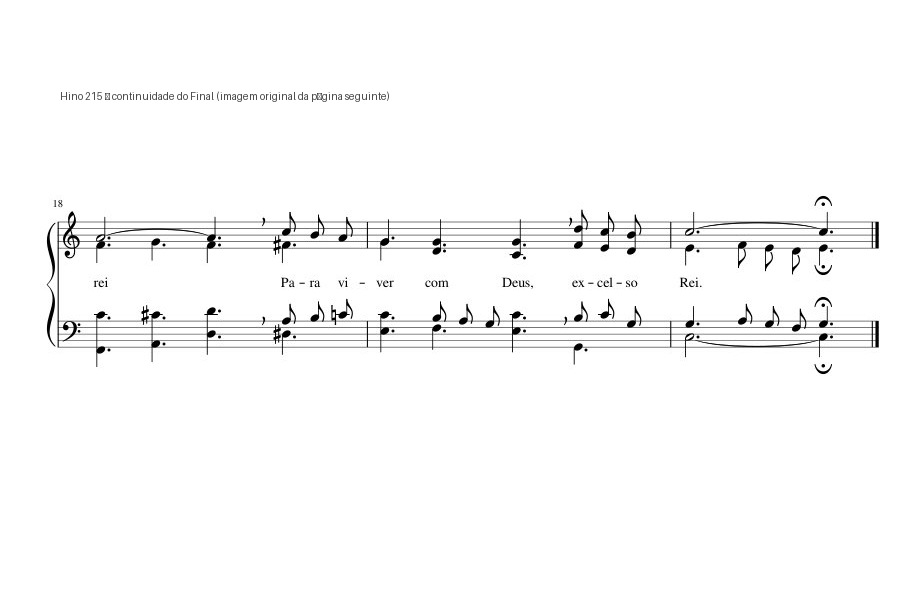 Hino 215 continuidade do Final (imagem original da p gina seguinte)
18
rei Pa – ra vi – ver com Deus, ex – cel – so Rei.